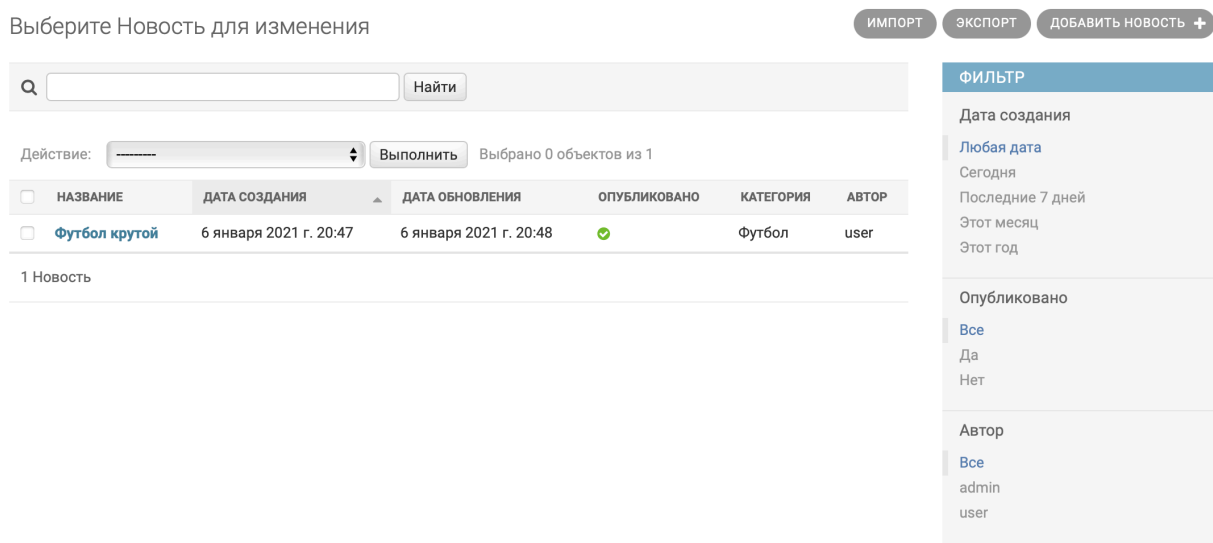 Выберите Новость для изменения
ИМПОРТ ЭКСПОРТ ДОБАВИТЬ НОВОСТЬ +
Найти
Действие: --------- Выполнить Выбрано 0 объектов из 1
НАЗВАНИЕ ДАТА СОЗДАНИЯ ДАТА ОБНОВЛЕНИЯ ОПУБЛИКОВАНО КАТЕГОРИЯ АВТОР
Футбол крутой 6 января 2021 г. 20:47 6 января 2021 г. 20:48 Футбол user
1 Новость
ФИЛЬТР
Дата создания
Любая дата
Сегодня
Последние 7 дней
Этот месяц
Этот год
Опубликовано
Все
Да
Нет
Автор
Все
admin
user